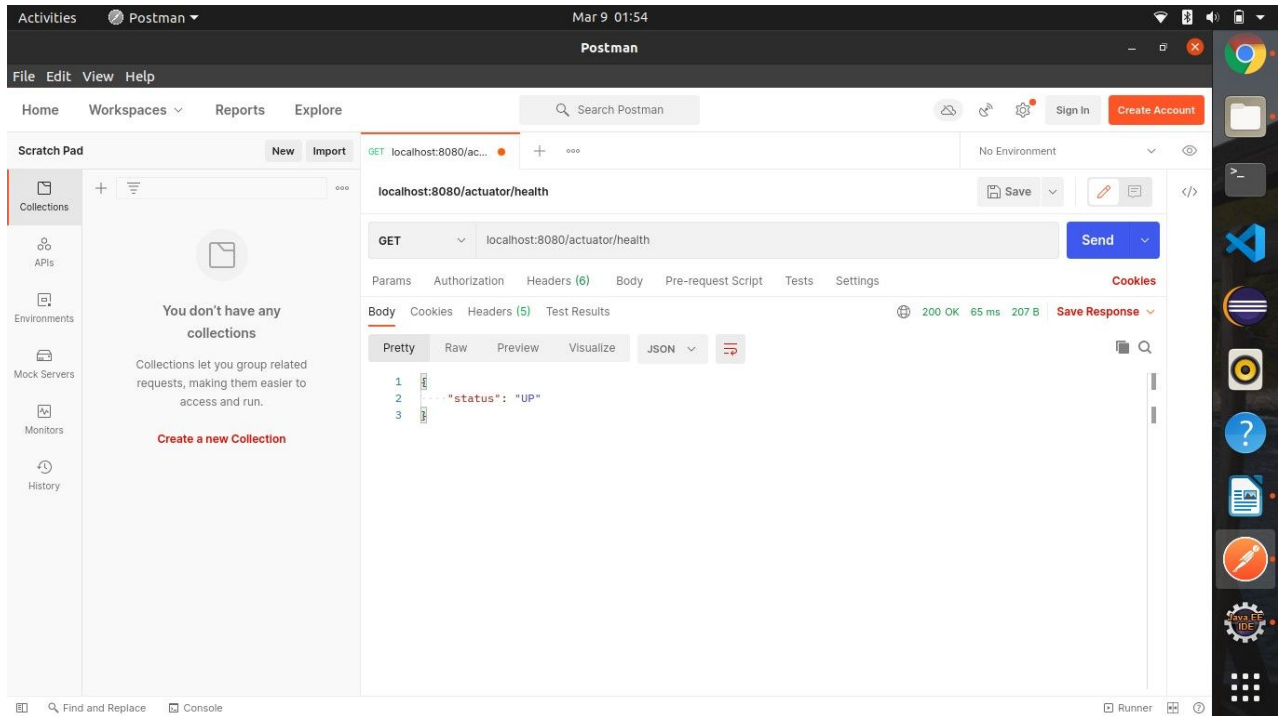 Activities Postman Mar 9 01:54
Postman
File Edit View Help
Home Workspaces Reports Explore Search Postman Sign In Create Account
Scratch Pad New Import GET localhost:8080/ac... + ooo No Environment
Collections
APIs
Environments
Mock Servers
Monitors
History
You don't have any
collections
Collections let you group related
requests, making them easier to
access and run.
Create a new Collection
localhost:8080/actuator/health Save </>
GET localhost:8080/actuator/health Send
Params Authorization Headers (6) Body Pre-request Script Tests Settings Cookies
Body Cookies Headers (5) Test Results 200 OK 65 ms 207 B Save Response
Pretty Raw Preview Visualize JSON
1 {
2 "status": "UP"
3 }
Java EE
IDE
Find and Replace Console Runner